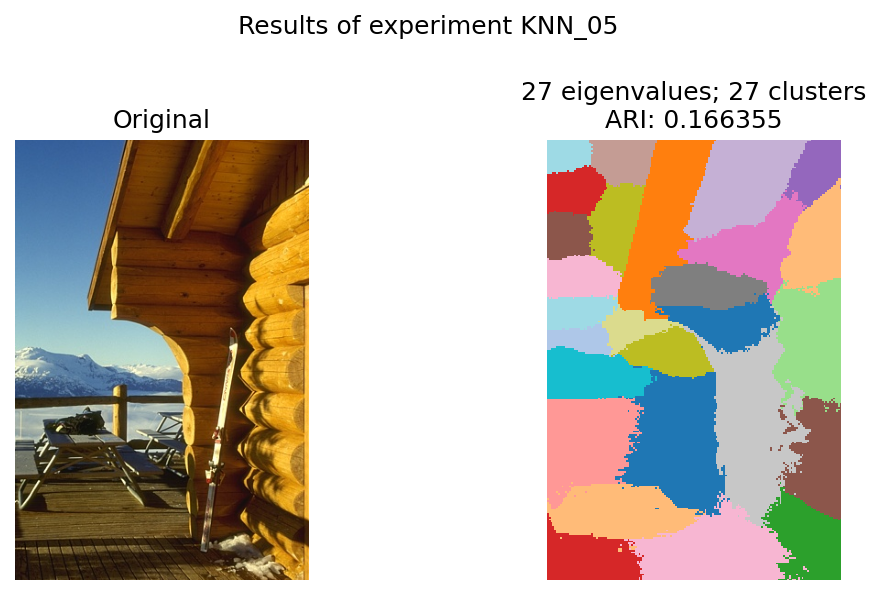 Results of experiment KNN_05
Original
27 eigenvalues; 27 clusters
ARI: 0.166355